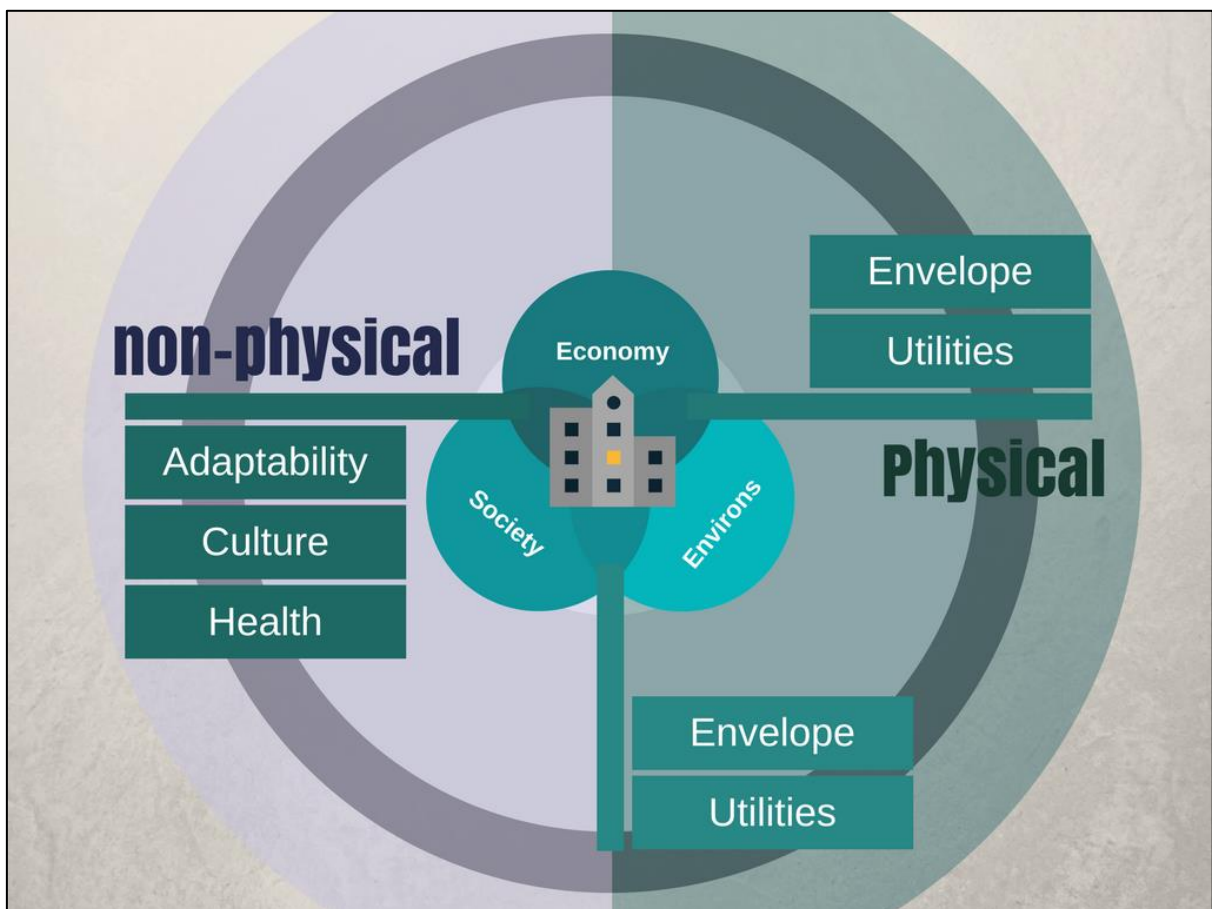 Envelope
Utilities
non-physical
Economy
Physical
Adaptability
Culture
Health
Society
Environs
Envelope
Utilities